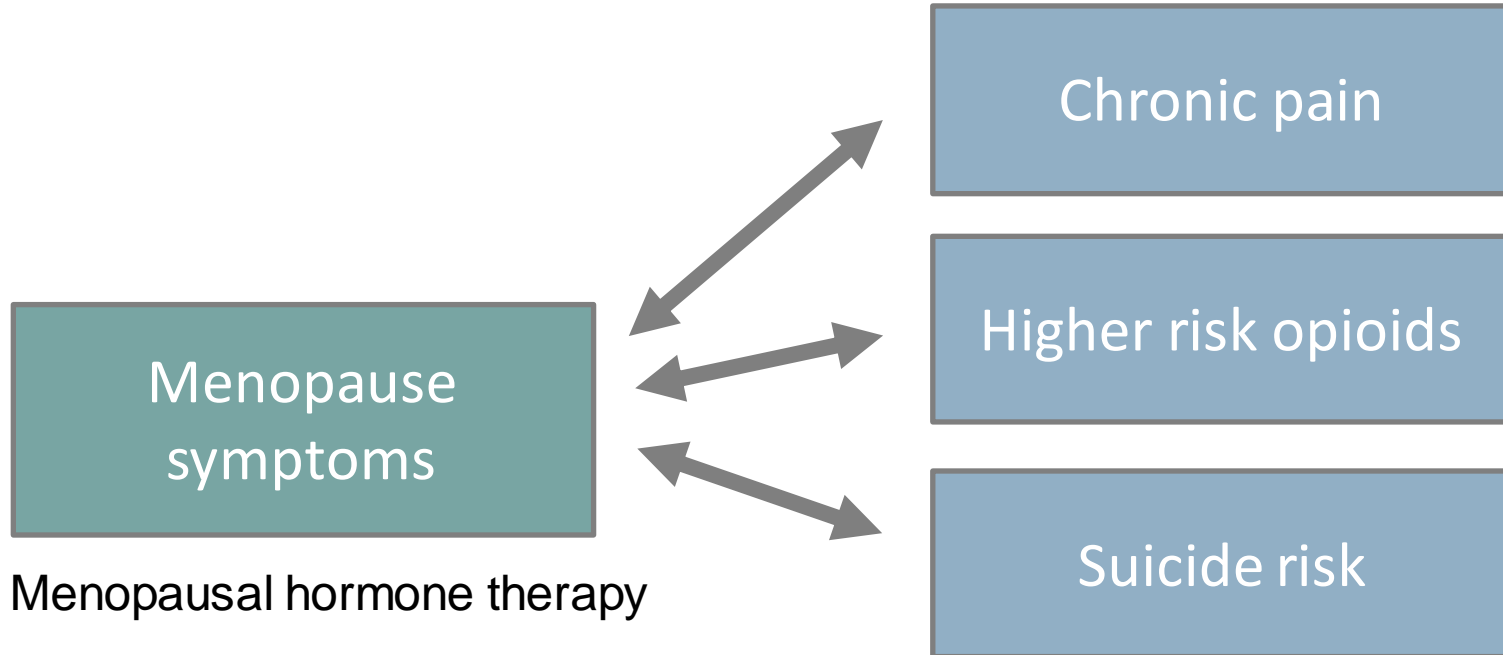 Chronic pain
Higher risk opioids
Menopause
symptoms
Suicide risk
Menopausal hormone therapy